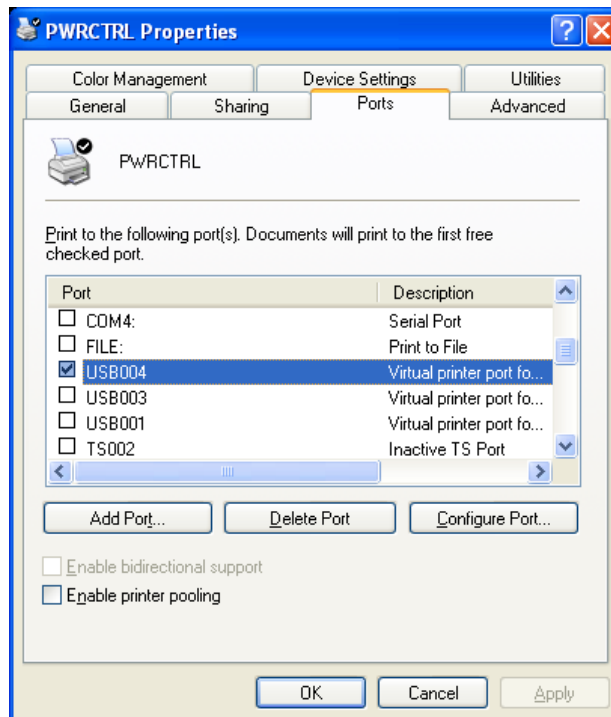 PWRCTRL Properties
Color Management Device Settings Utilities
General Sharing Ports Advanced
PWRCTRL
Print to the following port(s). Documents will print to the first free
checked port.
Port Description
COM4: Serial Port
FILE: Print to File
USB004 Virtual printer port fo...
USB003 Virtual printer port fo...
USB001 Virtual printer port fo...
TS002 Inactive TS Port
Add Port... Delete Port Configure Port...
Enable bidirectional support
Enable printer pooling
OK Cancel Apply